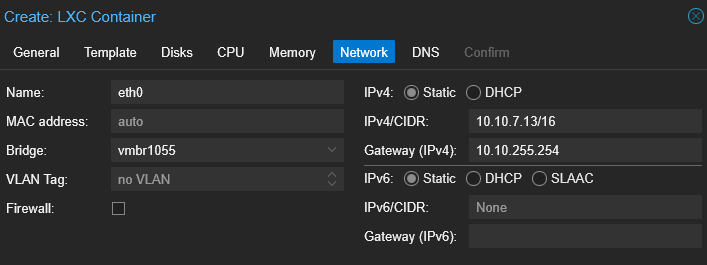 Create: LXC Container
General Template Disks CPU Memory Network DNS Confirm
Name: eth0
MAC address: auto
Bridge: vmbr1055
VLAN Tag: no VLAN
Firewall:
IPv4: Static DHCP
IPv4/CIDR: 10.10.7.13/16
Gateway (IPv4): 10.10.255.254
IPv6: Static DHCP SLAAC
IPv6/CIDR: None
Gateway (IPv6):